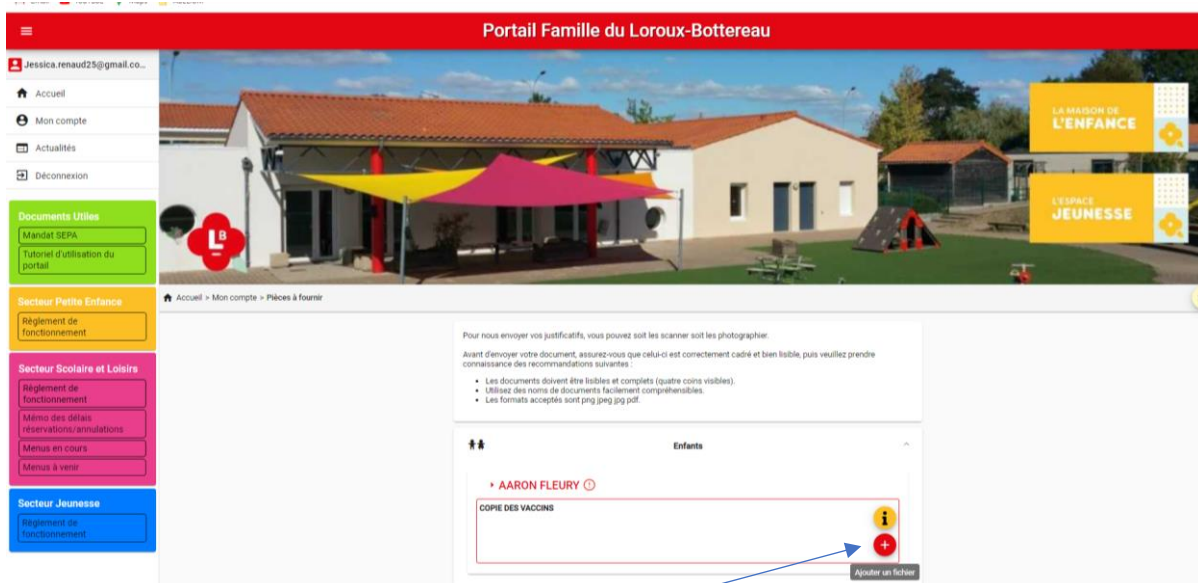 Portail Famille du Loroux-Bottereau
Jessica.renaud25@gmail.co...
Accueil
Mon compte
Actualités
Déconnexion
Documents Utiles
Mandat SEPA
Tutoriel d'utilisation du
portail
Secteur Petite Enfance
Règlement de
fonctionnement
Secteur Scolaire et Loisirs
Règlement de
fonctionnement
Mémo des délais
réservations/annulations
Menus en cours
Menus à venir
Secteur Jeunesse
Règlement de
fonctionnement
LB
LA MAISON DE
L'ENFANCE
L'ESPACE
JEUNESSE
Accueil > Mon compte > Pièces à fournir
Pour nous envoyer vos justificatifs, vous pouvez soit les scanner soit les photographier.
Avant d'envoyer votre document, assurez-vous que celui-ci est correctement cadré et bien lisible, puis veuillez prendre
connaissance des recommandations suivantes :
• Les documents doivent être lisibles et complets (quatre coins visibles).
• Utilisez des noms de documents facilement compréhensibles.
• Les formats acceptés sont png jpeg jpg pdf.
Enfants
AARON FLEURY
COPIE DES VACCINS
i
+
Ajouter un fichier